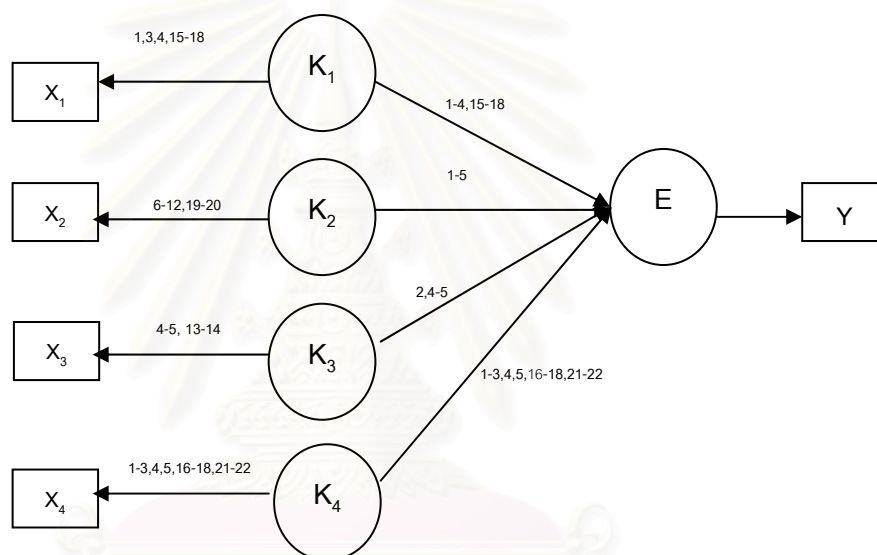 1,3,4,15-18
K1
X1
1-4,15-18
1-5
6-12,19-20
K2
X2
E
Y
2,4-5
4-5, 13-14
K3
X3
1-3,4,5,16-18,21-22
1-3,4,5,16-18,21-22
K4
X4